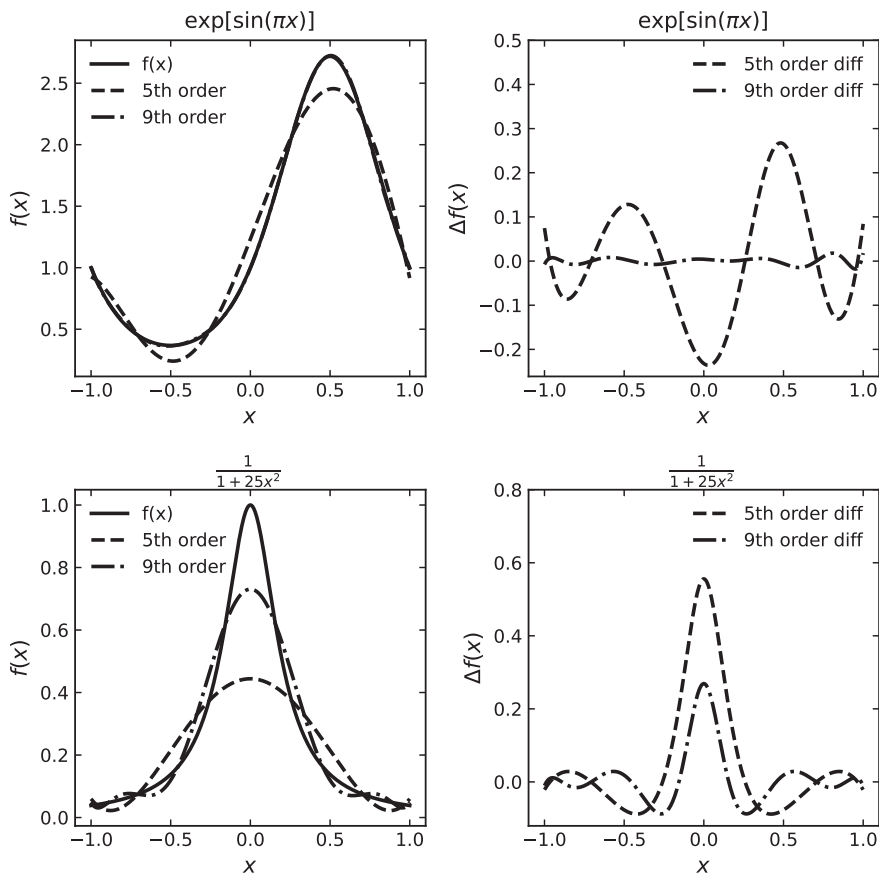 exp[sin(πx)]
f(x)
5th order
9th order
2.5
2.0
1.5
1.0
0.5
f(x)
−1.0 −0.5 0.0 0.5 1.0
x
exp[sin(πx)]
5th order diff
9th order diff
0.5
0.4
0.3
0.2
0.1
0.0
−0.1
−0.2
Δf(x)
−1.0 −0.5 0.0 0.5 1.0
x
1
1 + 25x²
f(x)
5th order
9th order
1.0
0.8
0.6
0.4
0.2
0.0
f(x)
−1.0 −0.5 0.0 0.5 1.0
x
1
1 + 25x²
5th order diff
9th order diff
0.8
0.6
0.4
0.2
0.0
Δf(x)
−1.0 −0.5 0.0 0.5 1.0
x